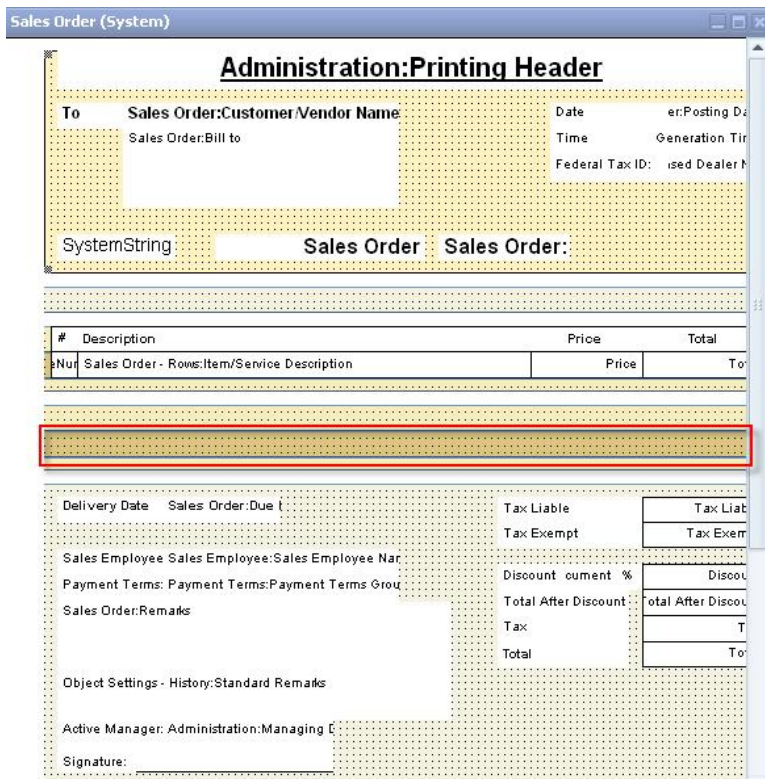 Sales Order (System)
Administration:Printing Header
To Sales Order:Customer/Vendor Name
Sales Order:Bill to
Date er:Posting Da
Time Generation Tir
Federal Tax ID: ised Dealer N
SystemString Sales Order Sales Order:
# Description Price Total
eNur Sales Order - Rows:Item/Service Description Price To
Delivery Date Sales Order:Due
Tax Liable Tax Liab
Tax Exempt Tax Exem
Sales Employee Sales Employee:Sales Employee Nar
Payment Terms: Payment Terms:Payment Terms Grou
Sales Order:Remarks
Discount cument % Discou
Total After Discount Total After Discou
Tax T
Total To
Object Settings - History:Standard Remarks
Active Manager: Administration:Managing D
Signature: